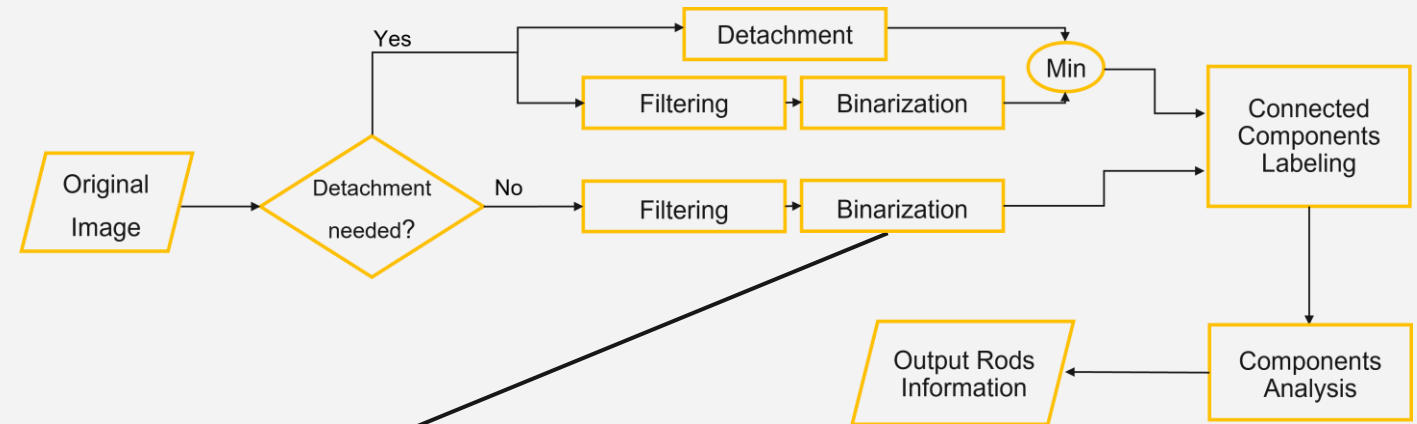 Yes
Detachment
Min
Filtering
Binarization
Connected
Components
Labeling
Original
Image
Detachment
needed?
No
Filtering
Binarization
Output Rods
Information
Components
Analysis